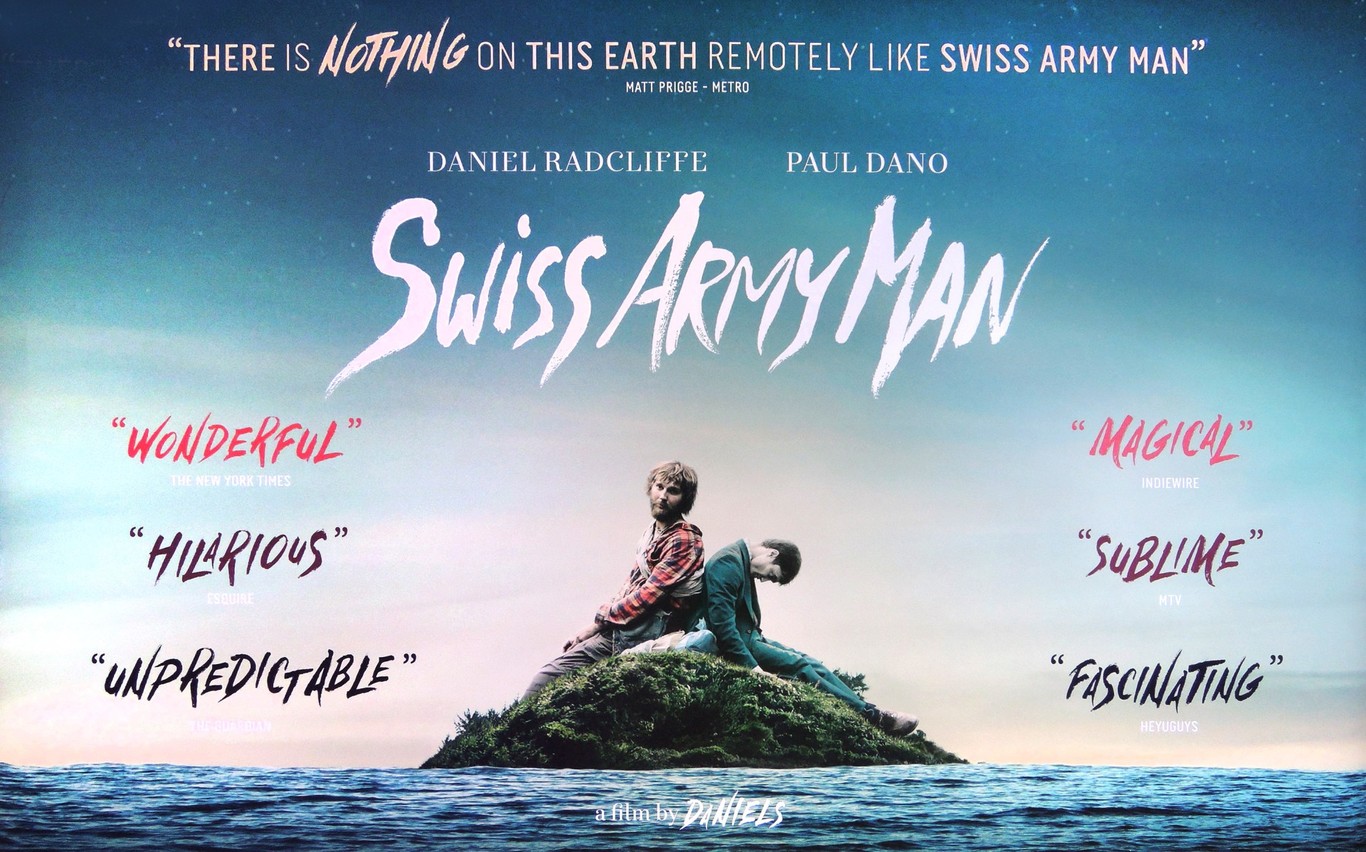 “THERE IS NOTHING ON THIS EARTH REMOTELY LIKE SWISS ARMY MAN”
MATT PRIGGE - METRO
DANIEL RADCLIFFE PAUL DANO
SWiSS ARMY MAN
“WONDERFUL”
THE NEW YORK TIMES
“MAGICAL”
INDIEWIRE
“HILARIOUS”
ESQUIRE
“SUBLIME”
MTV
“UNPREDICTABLE”
THE GUARDIAN
“FASCINATING”
HEYUGUYS
a film by DANIELS